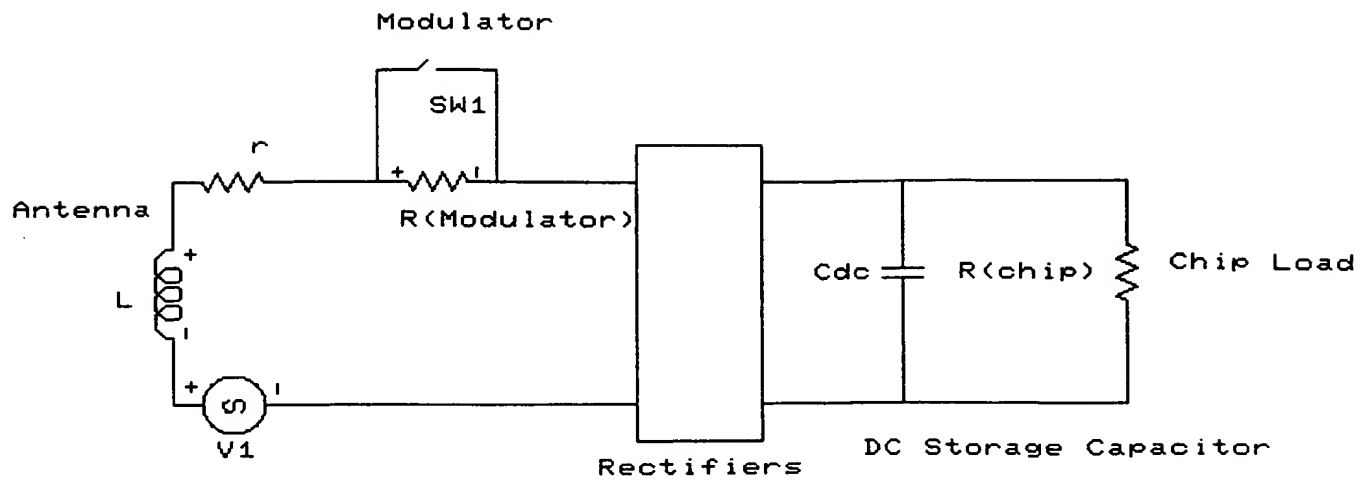 Modulator
SW1
r
+ -
R(Modulator)
Antenna
+
L
-
+ S -
V1
Rectifiers
Cdc
R(chip)
Chip Load
DC Storage Capacitor